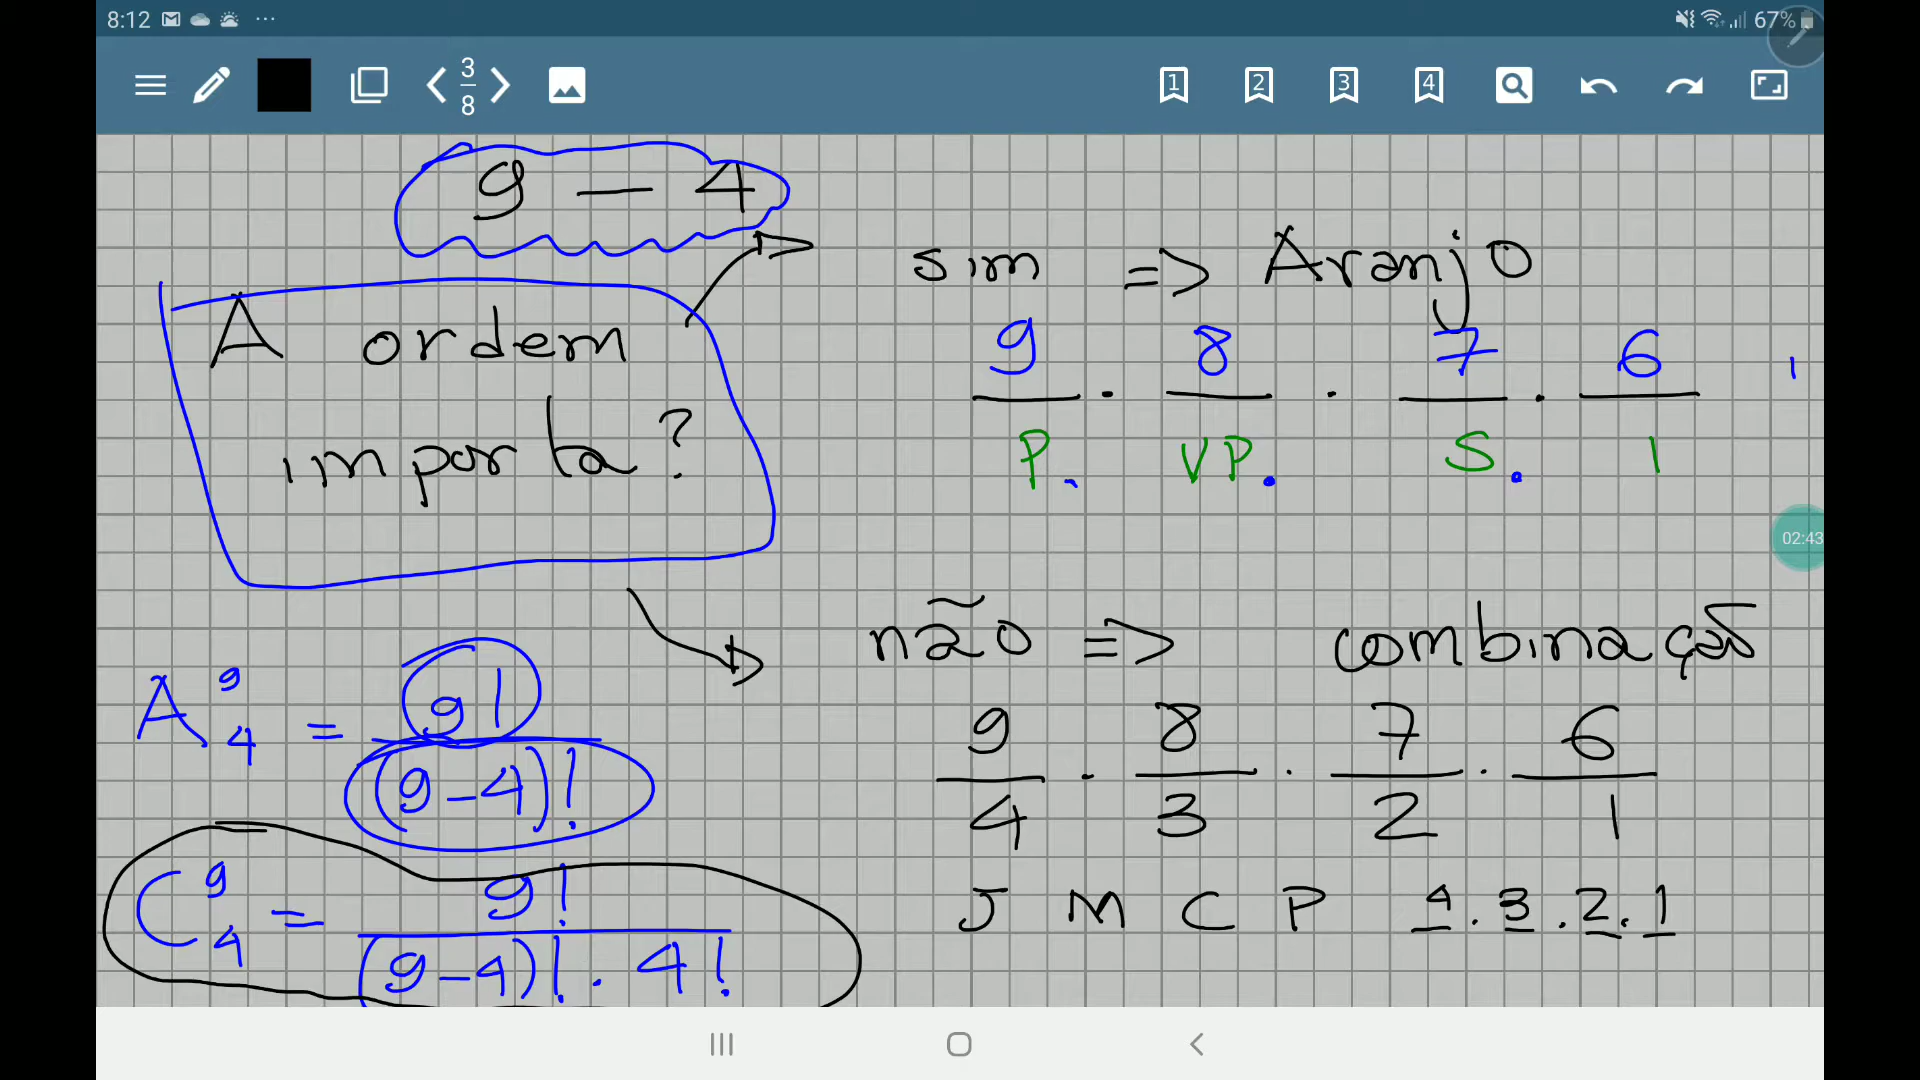 8:12 67%
3
8
1 2 3 4
9 - 4
A ordem
importa?
sim => Aranjo
9 . 8 . 7 . 6
P. VP. S. 1
02:43
não => combinação
9 . 8 . 7 . 6
4 3 2 1
J M C P 4.3.2.1
A 9 4 = 9!
(9-4)!
C 9 4 = 9!
(9-4)! . 4!